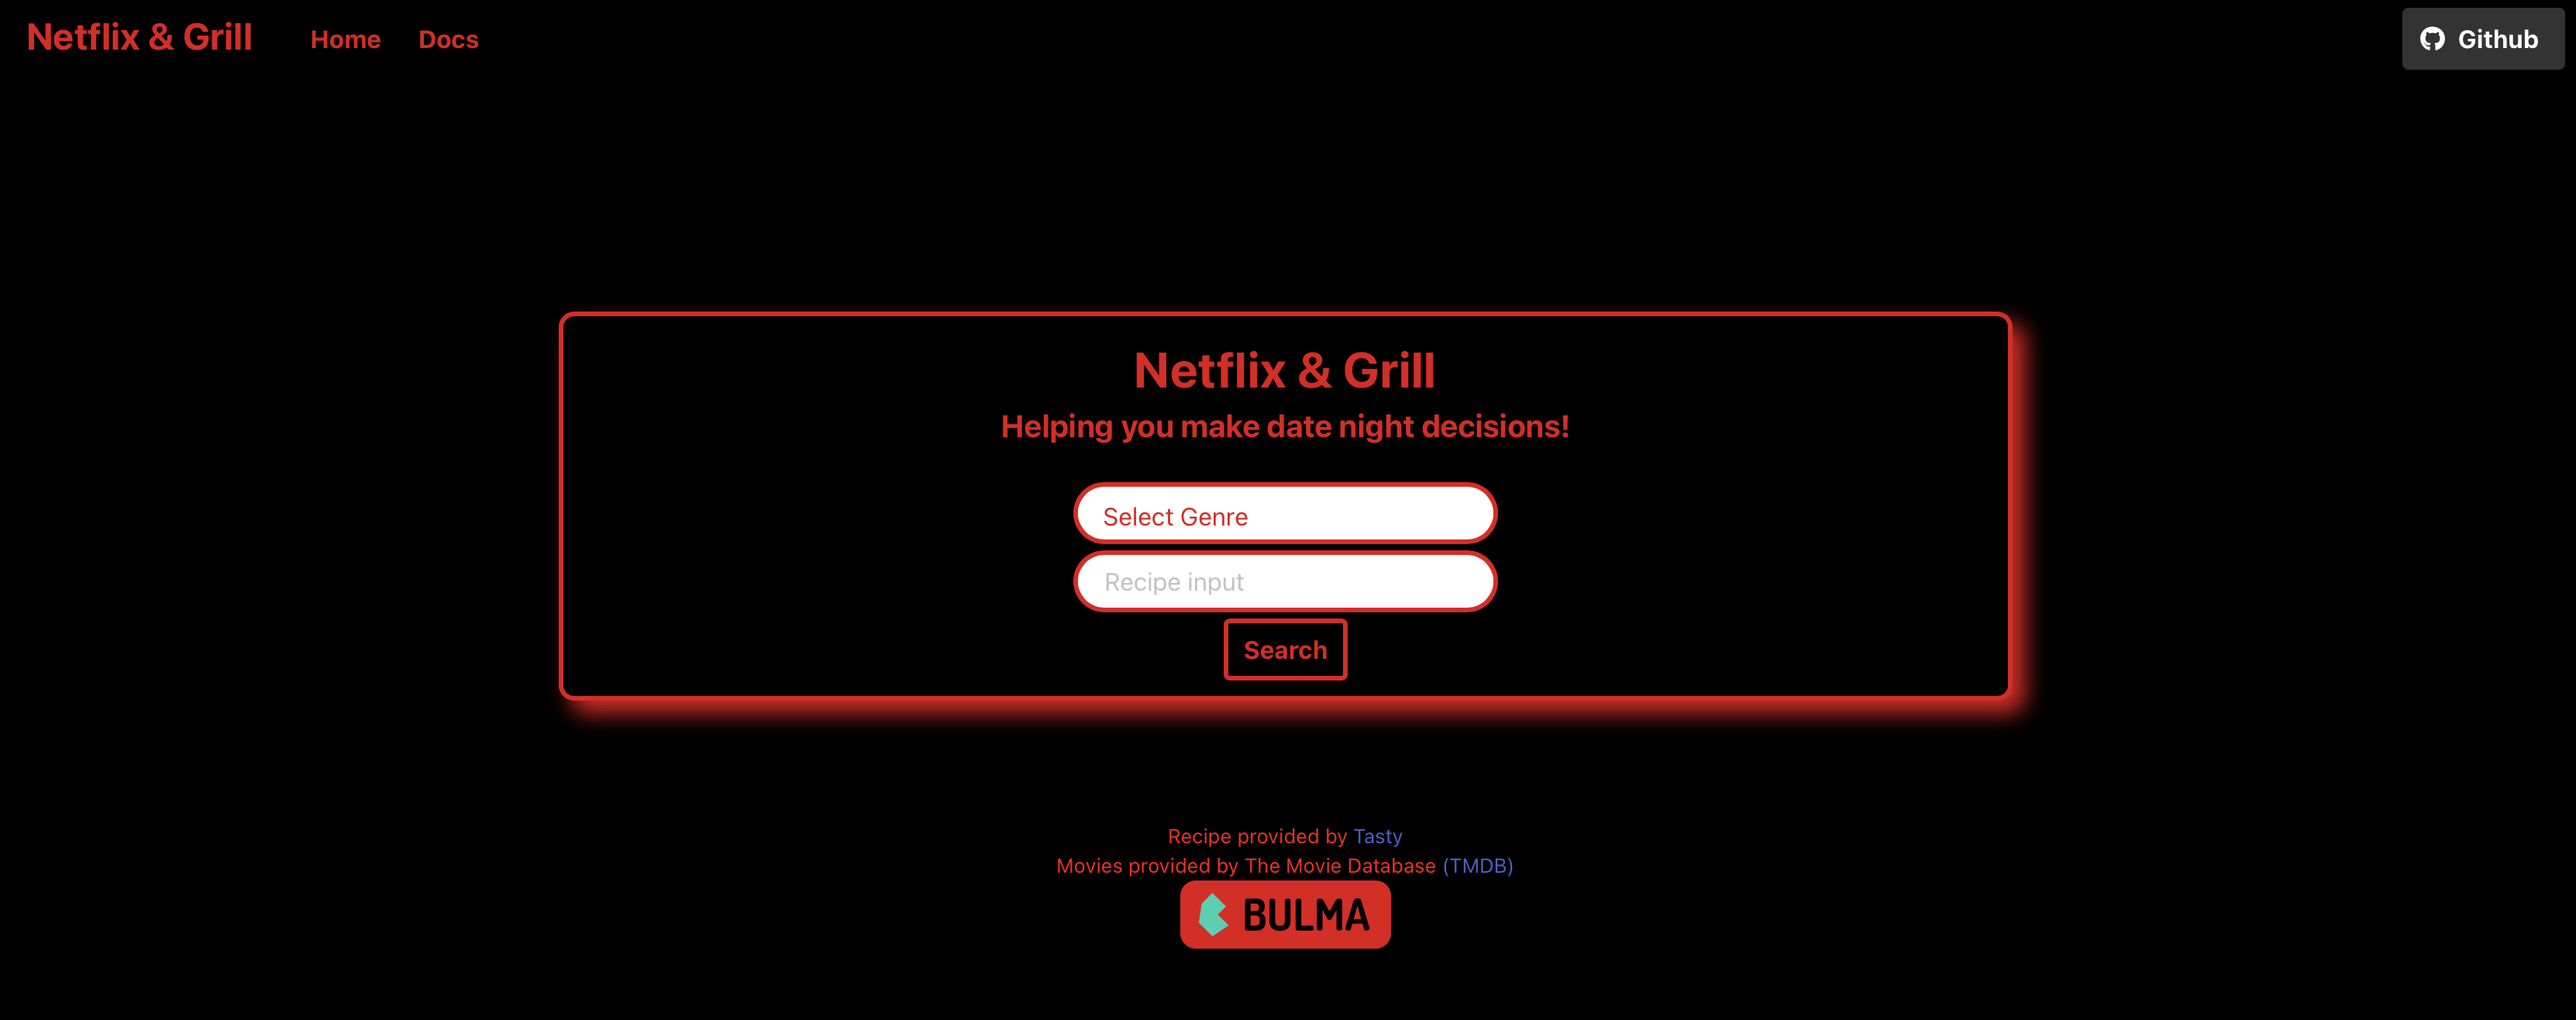 Netflix & Grill Home Docs Github
Netflix & Grill
Helping you make date night decisions!
Select Genre
Recipe input
Search
Recipe provided by Tasty
Movies provided by The Movie Database (TMDB)
BULMA